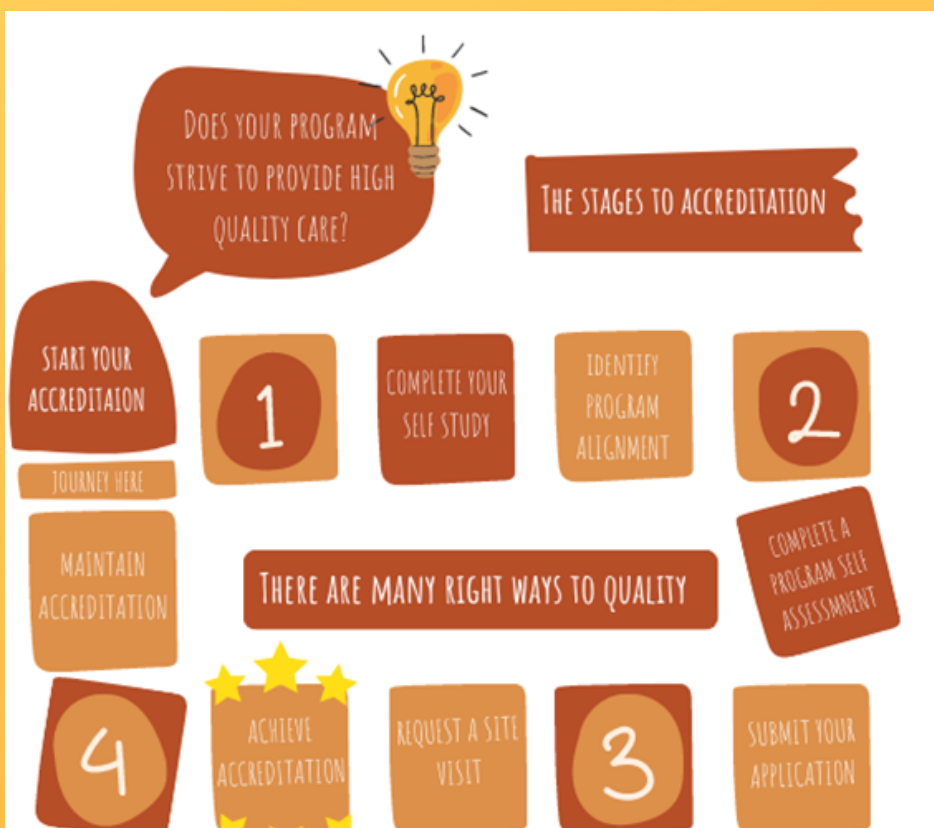 DOES YOUR PROGRAM
STRIVE TO PROVIDE HIGH
QUALITY CARE?
THE STAGES TO ACCREDITATION
START YOUR
ACCREDITAION
JOURNEY HERE
1
COMPLETE YOUR
SELF STUDY
IDENTIFY
PROGRAM
ALIGNMENT
2
COMPLETE A
PROGRAM SELF
ASSESSMNENT
SUBMIT YOUR
APPLICATION
3
REQUEST A SITE
VISIT
ACHIEVE
ACCREDITATION
4
MAINTAIN
ACCREDITATION
THERE ARE MANY RIGHT WAYS TO QUALITY